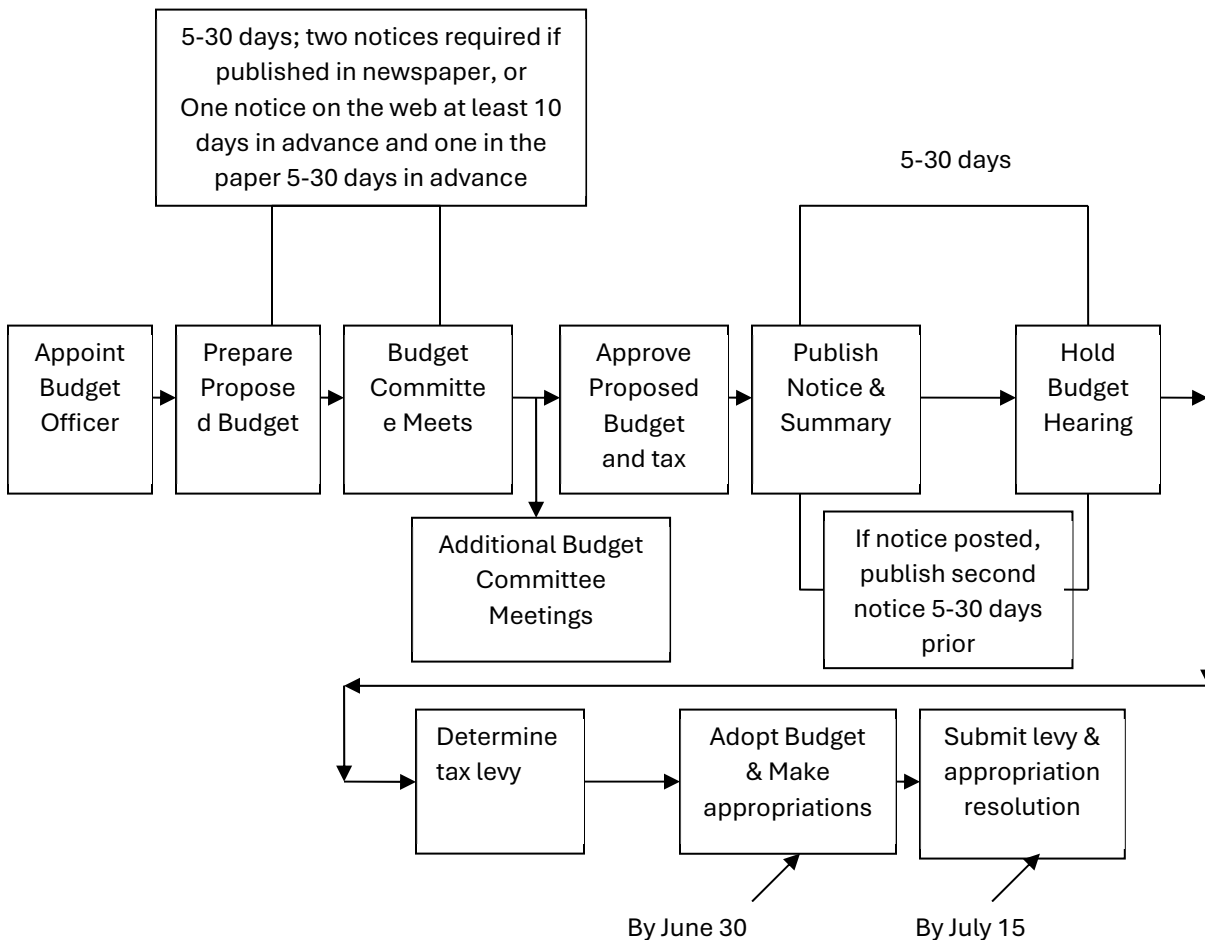 5-30 days; two notices required if
published in newspaper, or
One notice on the web at least 10
days in advance and one in the
paper 5-30 days in advance
5-30 days
Appoint
Budget
Officer
Prepare
Propose
d Budget
Budget
Committe
e Meets
Approve
Proposed
Budget
and tax
Publish
Notice &
Summary
Hold
Budget
Hearing
Additional Budget
Committee
Meetings
If notice posted,
publish second
notice 5-30 days
prior
Determine
tax levy
Adopt Budget
& Make
appropriations
Submit levy &
appropriation
resolution
By June 30
By July 15